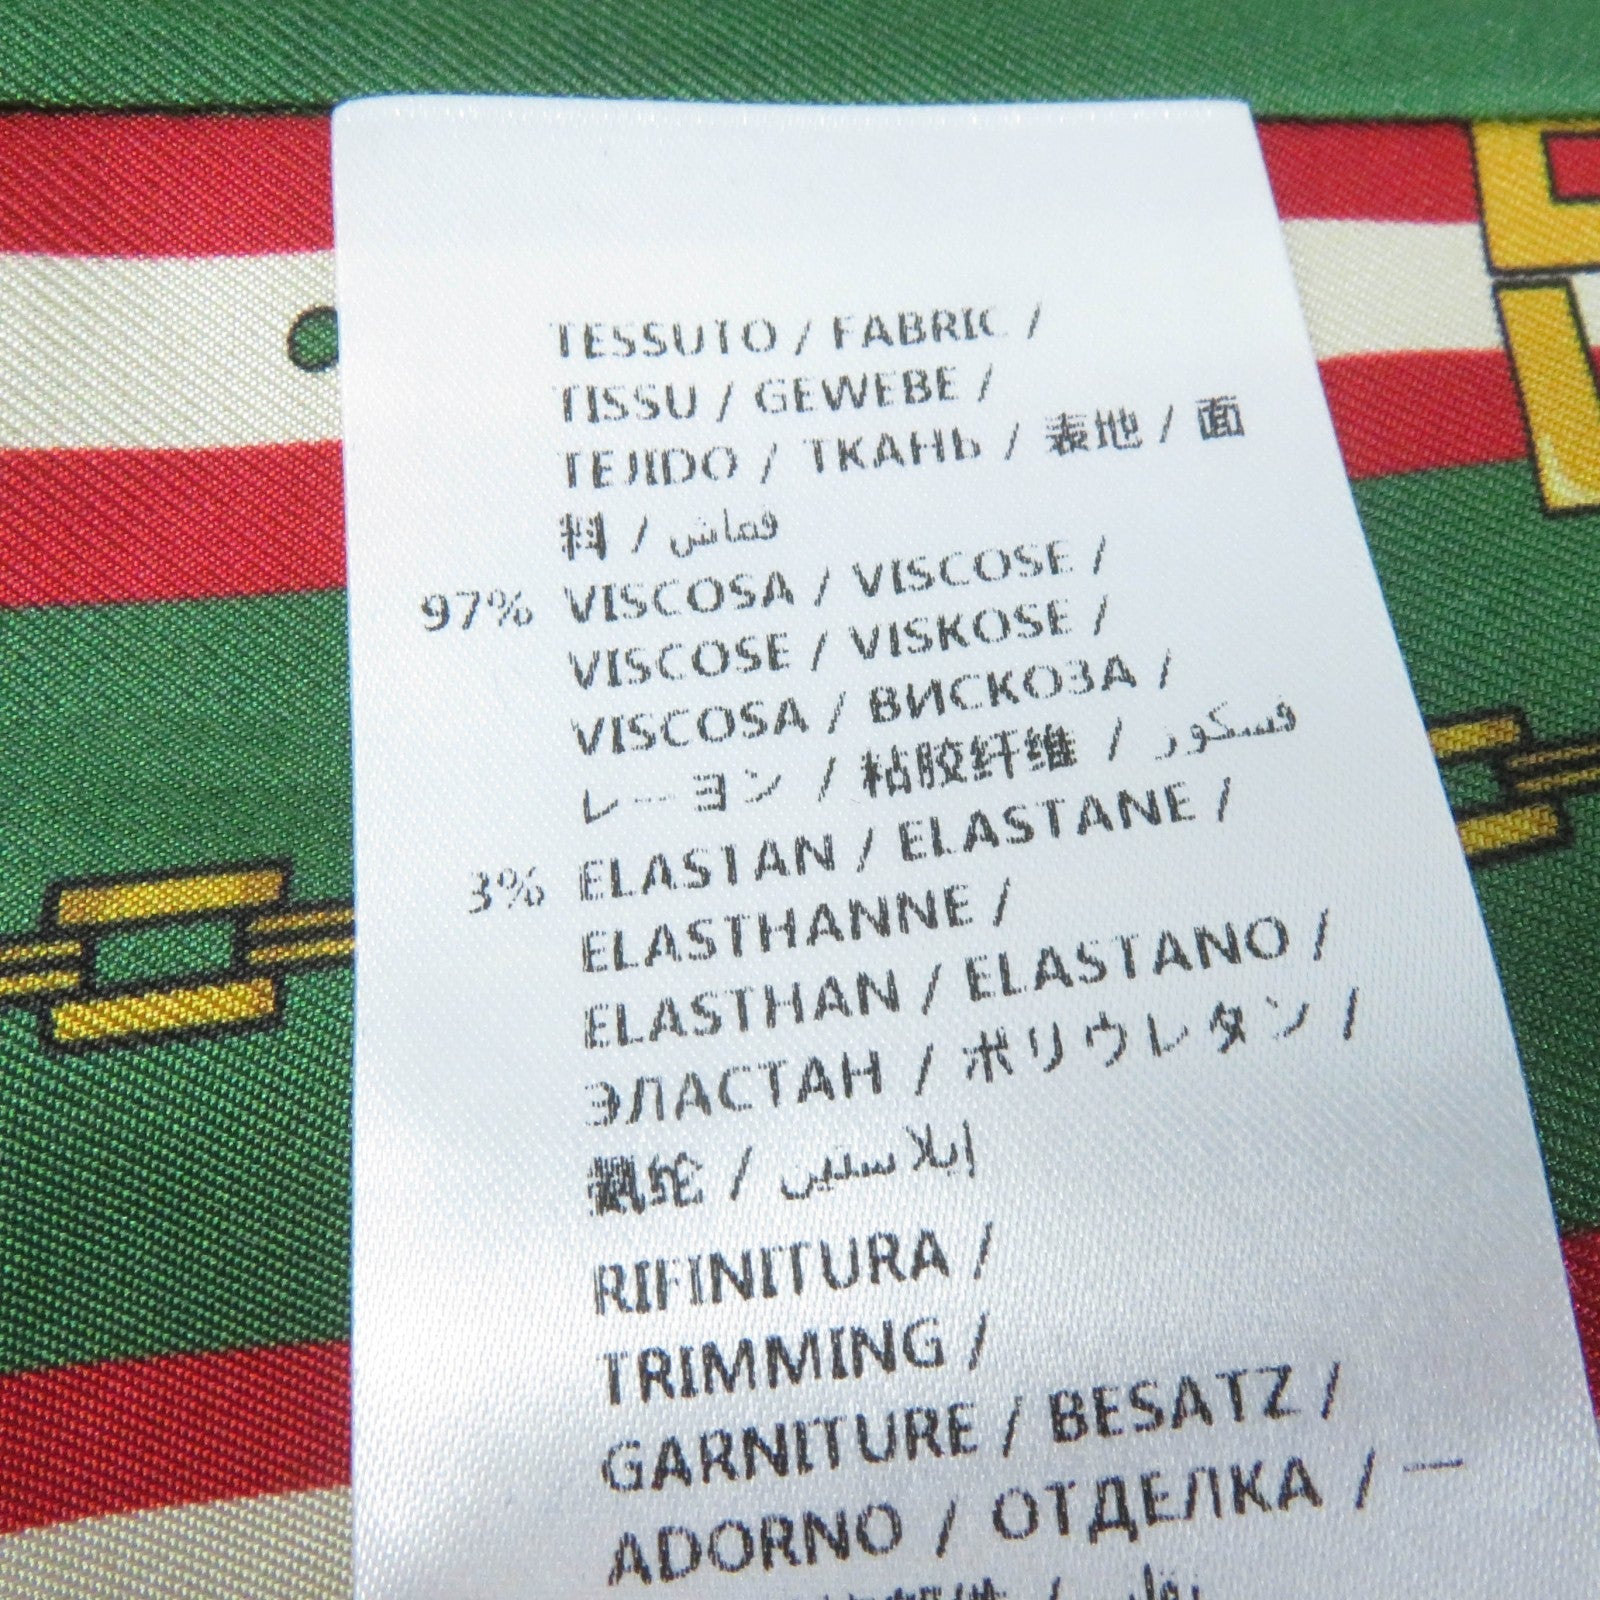 TESSUTO / FABRIC /
TISSU / GEWEBE /
TEJIDO / ТКАНЬ / 表地 / 面
料 / قماش
97% VISCOSA / VISCOSE /
VISCOSE / VISKOSE /
VISCOSA / ВИСКОЗА /
レーヨン / 粘胶纤维 / فسكوز
3% ELASTAN / ELASTANE /
ELASTHANNE /
ELASTHAN / ELASTANO /
ЭЛАСТАН / ポリウレタン /
氨纶 / إيلاستين
RIFINITURA /
TRIMMING /
GARNITURE / BESATZ /
ADORNO / ОТДЕЛКА / 一